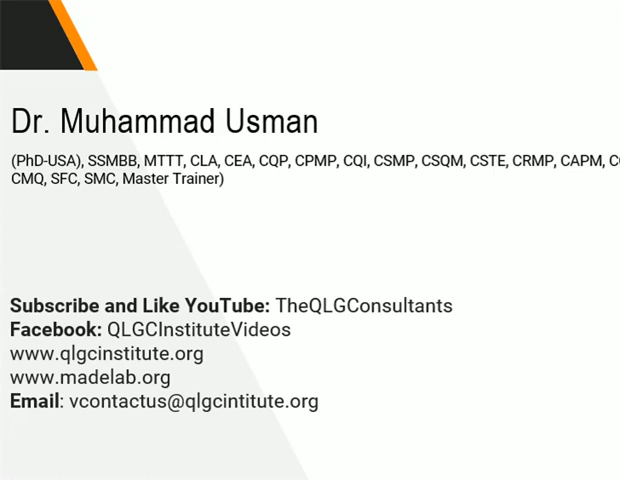 Dr. Muhammad Usman
(PhD-USA), SSMBB, MTTT, CLA, CEA, CQP, CPMP, CQI, CSMP, CSQM, CSTE, CRMP, CAPM,
CMQ, SFC, SMC, Master Trainer)
Subscribe and Like YouTube: TheQLGConsultants
Facebook: QLGCInstituteVideos
www.qlgcinstitute.org
www.madelab.org
Email: vcontactus@qlgcintitute.org